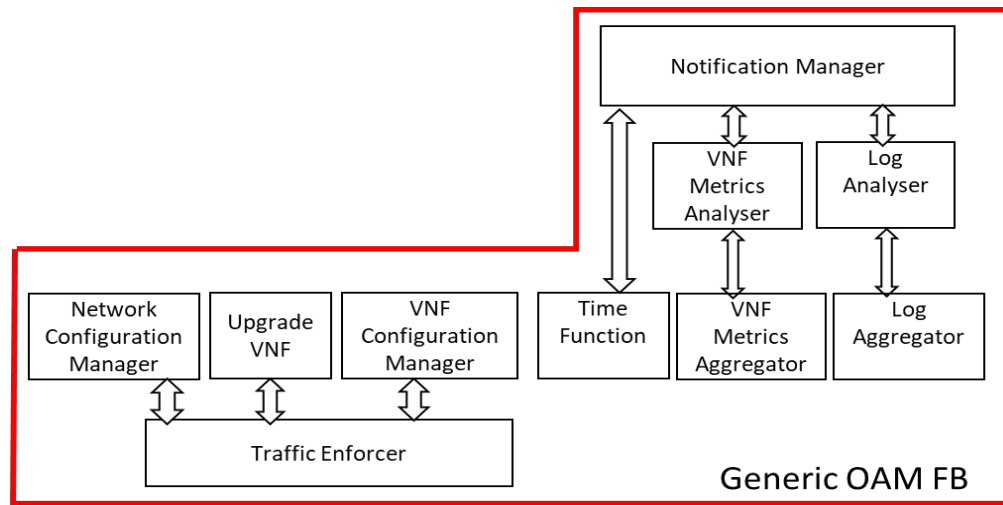 Notification Manager
VNF
Metrics
Analyser
Log
Analyser
Network
Configuration
Manager
Upgrade
VNF
VNF
Configuration
Manager
Time
Function
VNF
Metrics
Aggregator
Log
Aggregator
Traffic Enforcer
Generic OAM FB